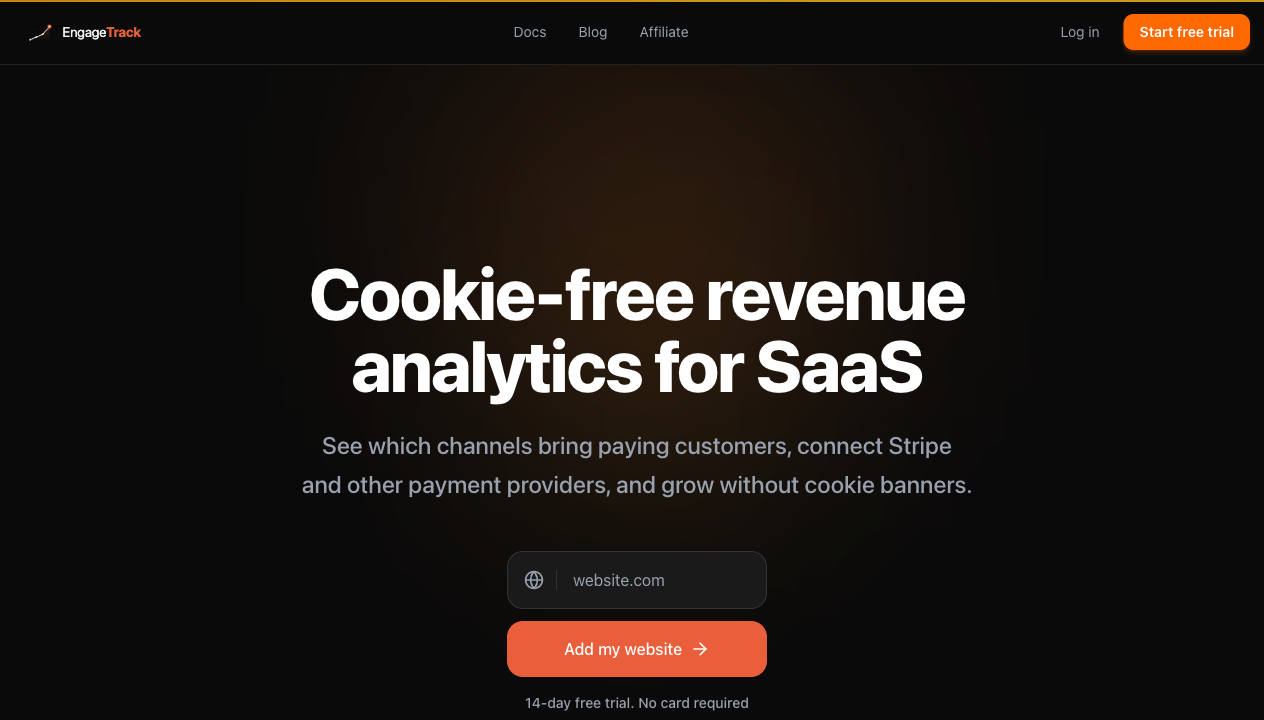 EngageTrack
Docs
Blog
Affiliate
Log in
Start free trial
Cookie-free revenue
analytics for SaaS
See which channels bring paying customers, connect Stripe
and other payment providers, and grow without cookie banners.
website.com
Add my website →
14-day free trial. No card required